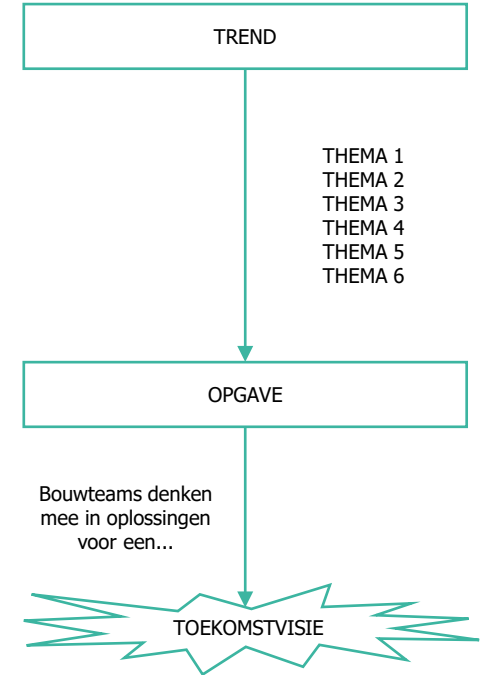 TREND
THEMA 1
THEMA 2
THEMA 3
THEMA 4
THEMA 5
THEMA 6
OPGAVE
Bouwteams denken
mee in oplossingen
voor een...
TOEKOMSTVISIE